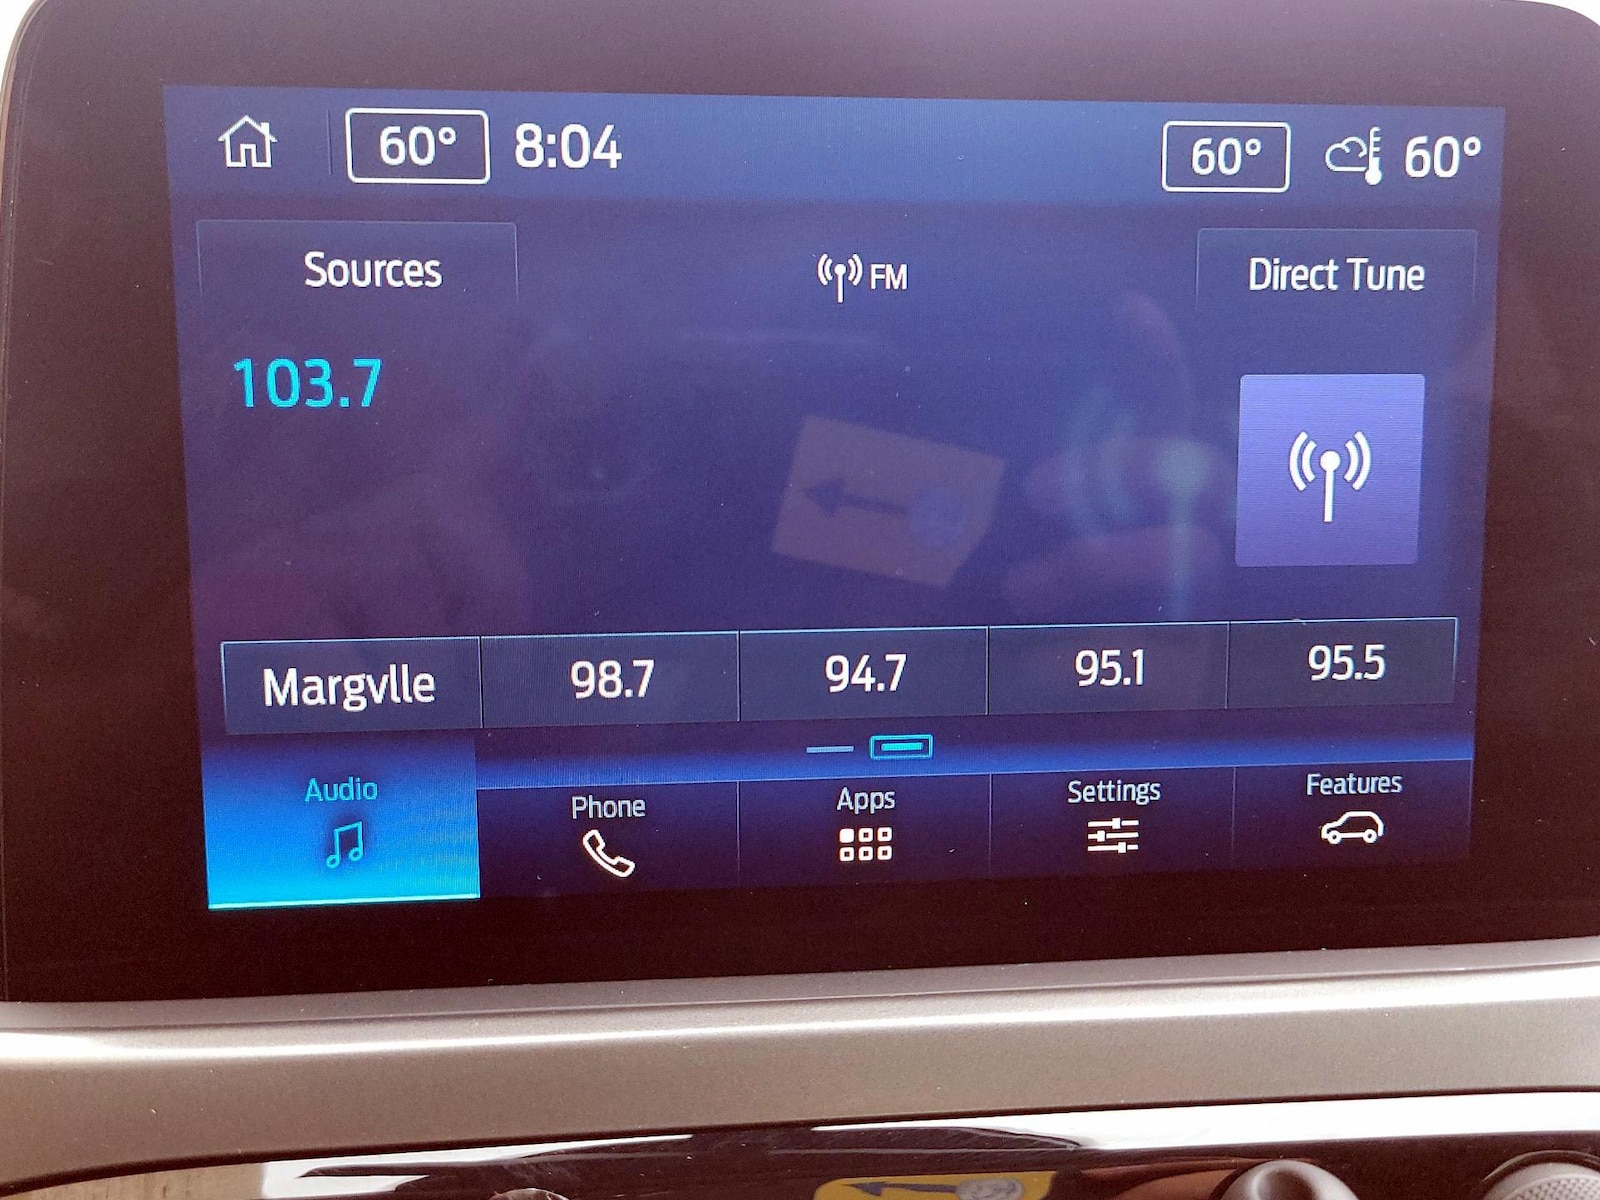 60° 8:04 60° 60°
Sources FM Direct Tune
103.7
Margvlle 98.7 94.7 95.1 95.5
Audio Phone Apps Settings Features